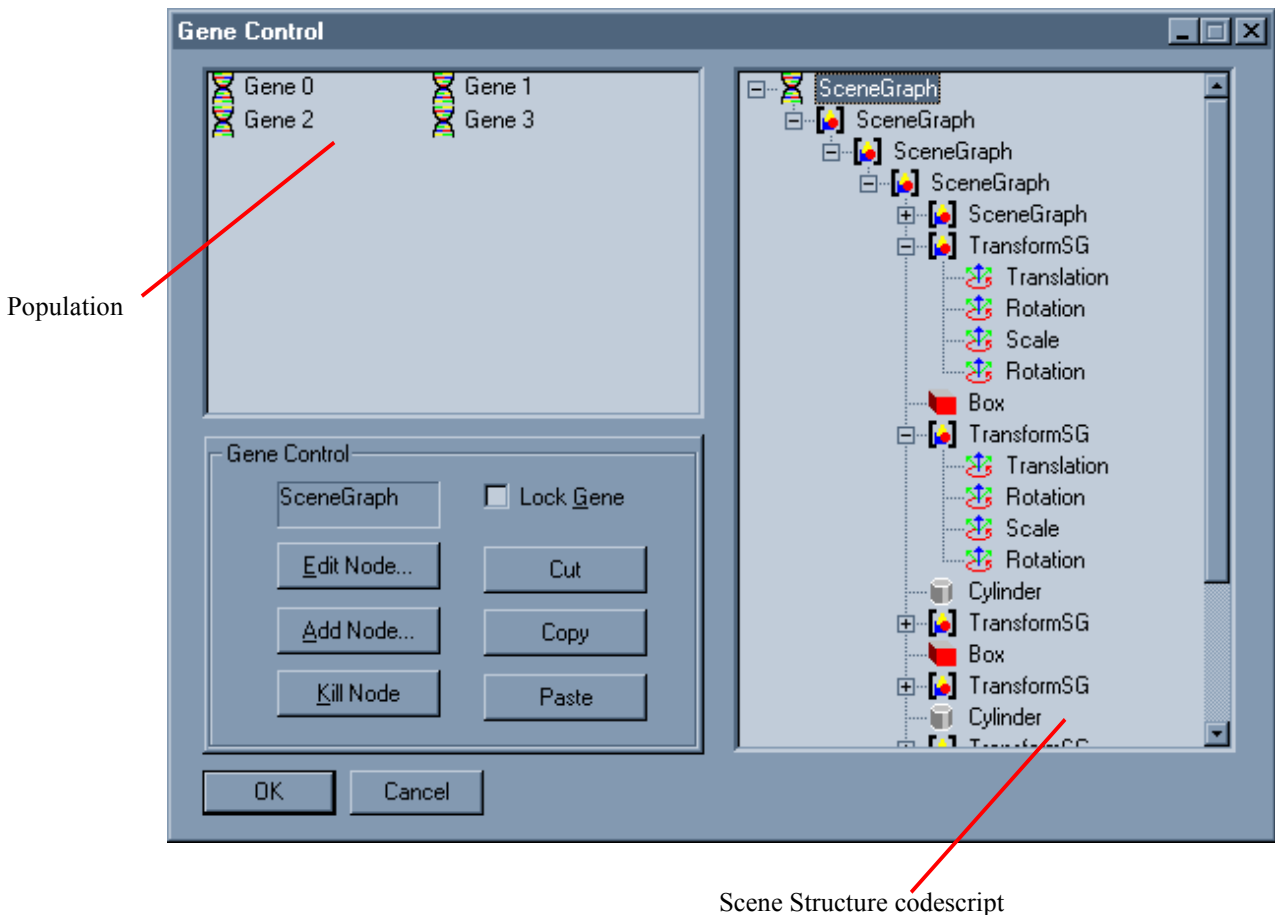 Gene Control
Gene 0
Gene 1
Gene 2
Gene 3
Population
Gene Control
SceneGraph
Lock Gene
Edit Node...
Cut
Add Node...
Copy
Kill Node
Paste
OK
Cancel
SceneGraph
SceneGraph
SceneGraph
SceneGraph
SceneGraph
TransformSG
Translation
Rotation
Scale
Rotation
Box
TransformSG
Translation
Rotation
Scale
Rotation
Cylinder
TransformSG
Box
TransformSG
Cylinder
TransformSG
Scene Structure codescript